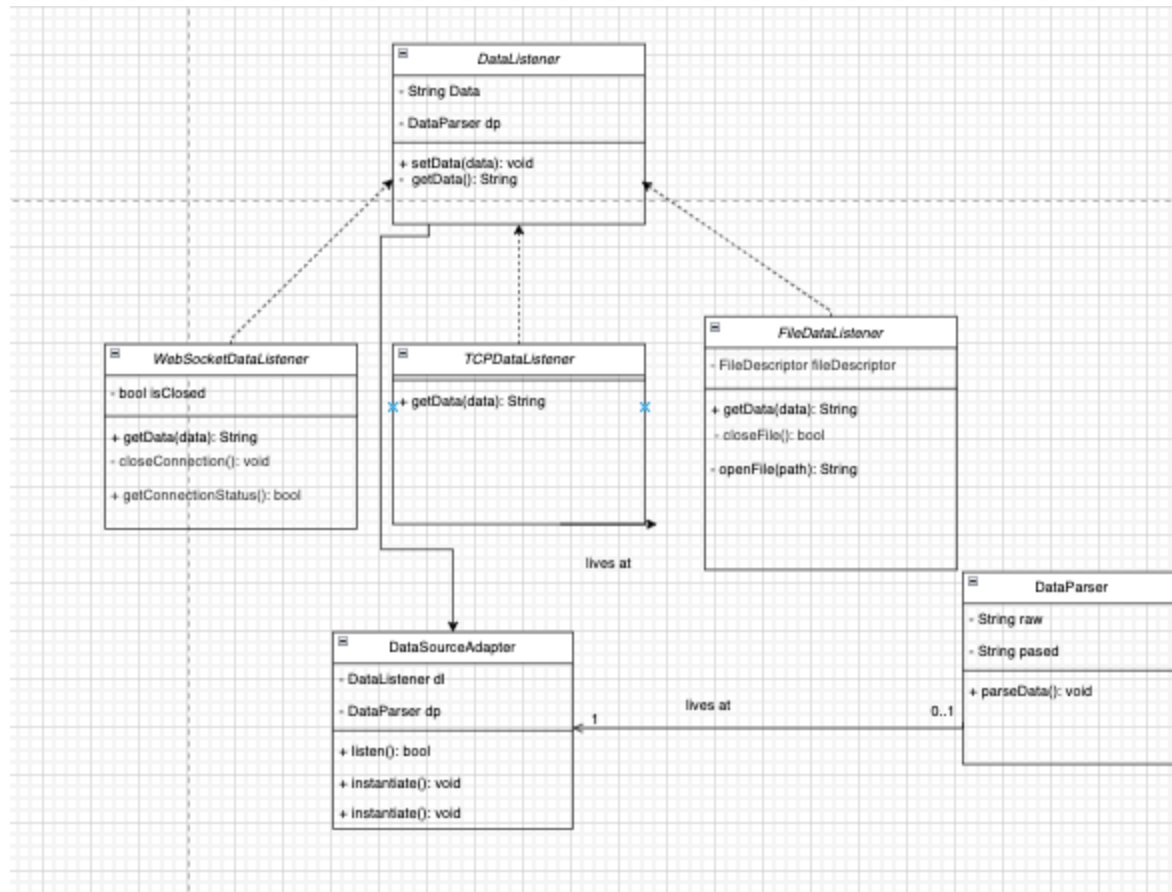 DataListener
- String Data
- DataParser dp
+ setData(data): void
- getData(): String
WebSocketDataListener
- bool isClosed
+ getData(data): String
- closeConnection(): void
+ getConnectionStatus(): bool
TCPDataListener
+ getData(data): String
FileDataListener
- FileDescriptor fileDescriptor
+ getData(data): String
- closeFile(): bool
- openFile(path): String
lives at
DataSourceAdapter
- DataListener dl
- DataParser dp
+ listen(): bool
+ instantiate(): void
+ instantiate(): void
1
lives at
0..1
DataParser
- String raw
- String pased
+ parseData(): void